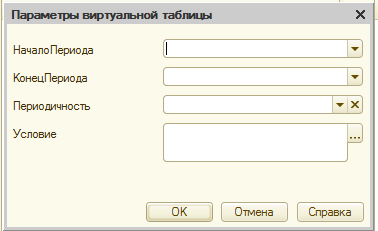 Параметры виртуальной таблицы
НачалоПериода
КонецПериода
Периодичность
Условие
...
OK Отмена Справка